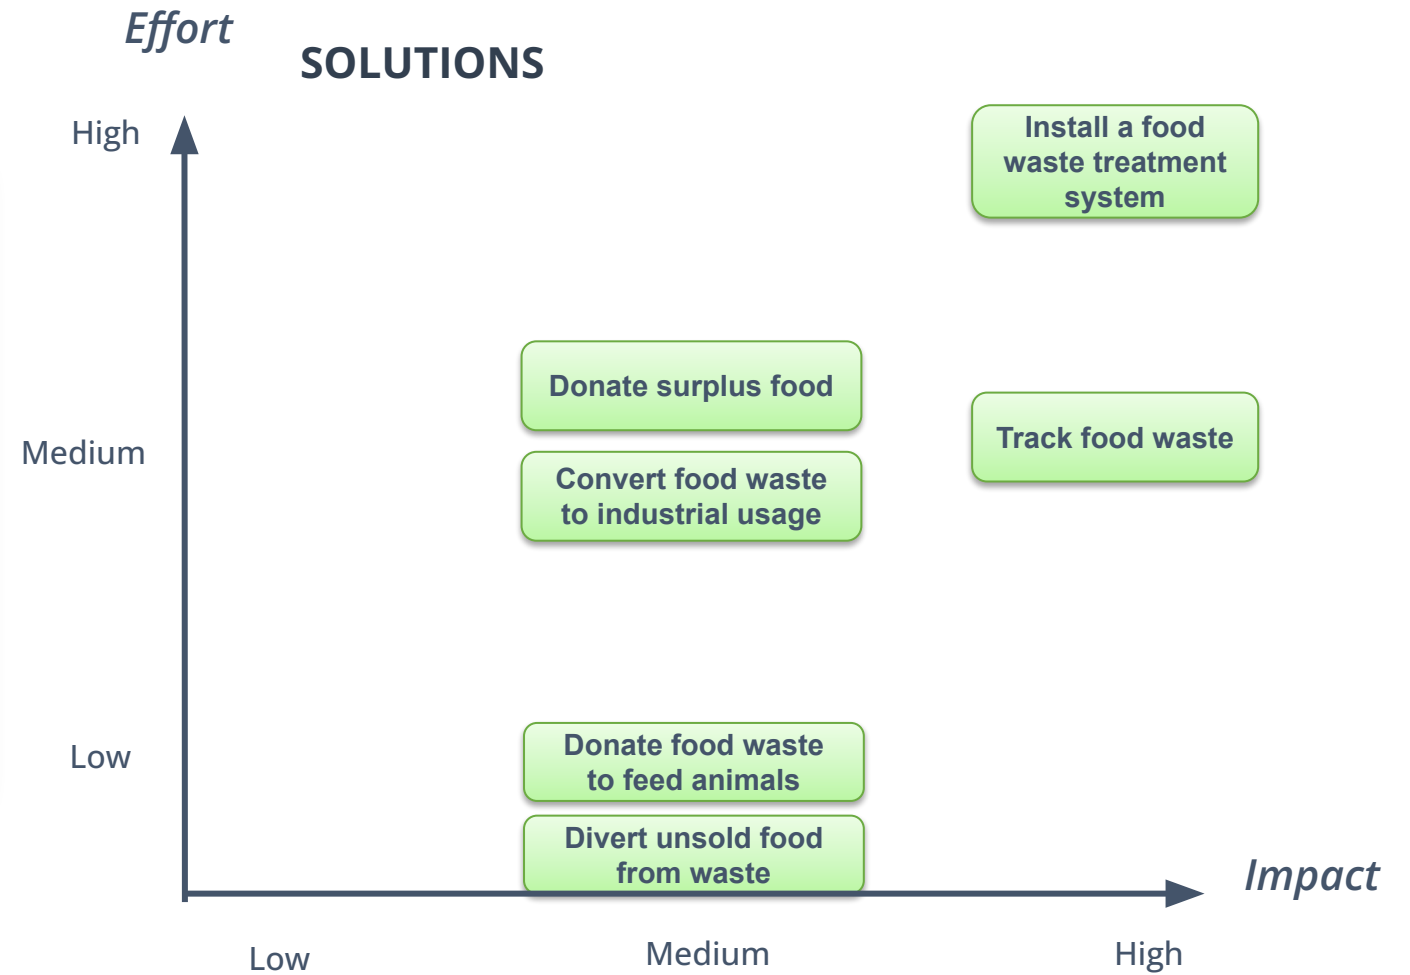 Effort
SOLUTIONS
High
Install a food
waste treatment
system
Donate surplus food
Track food waste
Medium
Convert food waste
to industrial usage
Donate food waste
to feed animals
Low
Divert unsold food
from waste
Impact
Low
Medium
High